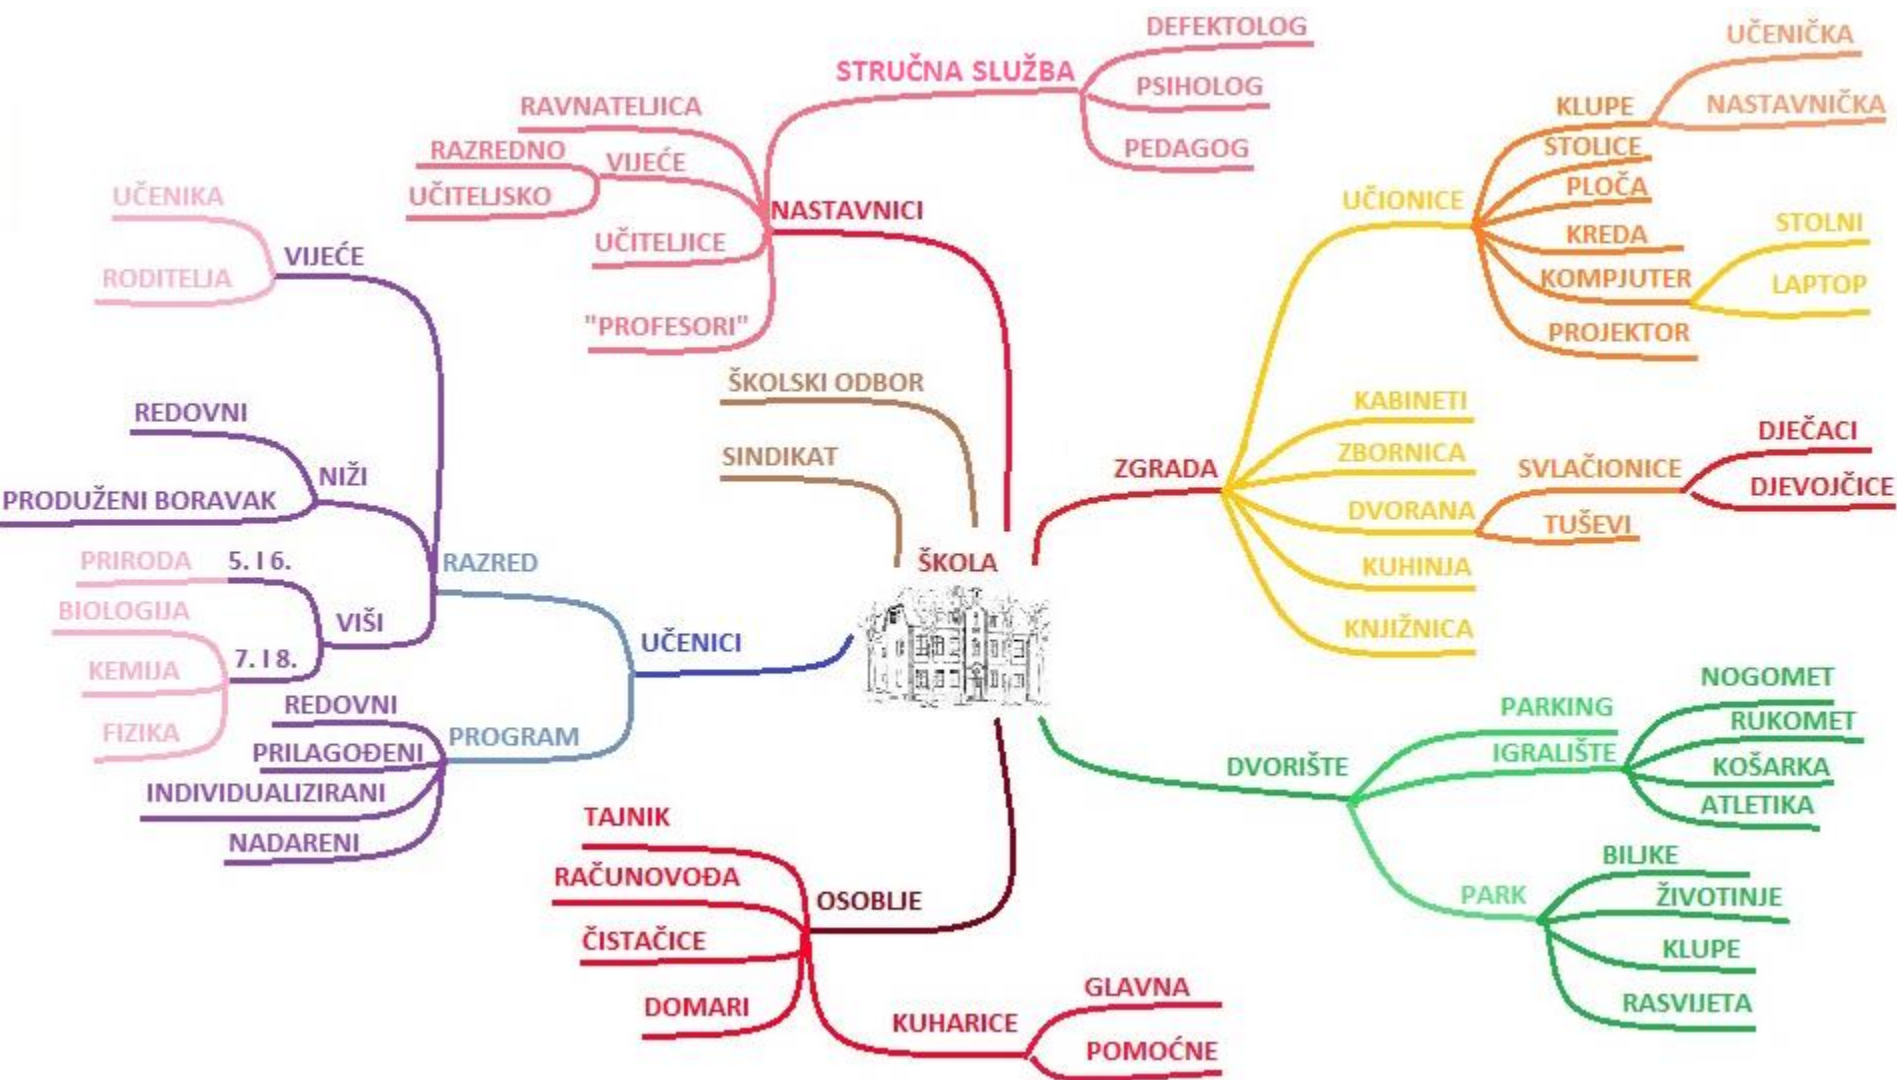 ŠKOLA
NASTAVNICI
STRUČNA SLUŽBA
DEFEKTOLOG
PSIHOLOG
PEDAGOG
RAVNATELJICA
VIJEĆE
RAZREDNO
UČITELJSKO
UČITELJICE
"PROFESORI"
ŠKOLSKI ODBOR
SINDIKAT
ZGRADA
UČIONICE
KLUPE
UČENIČKA
NASTAVNIČKA
STOLICE
PLOČA
KREDA
KOMPJUTER
STOLNI
LAPTOP
PROJEKTOR
KABINETI
ZBORNICA
DVORANA
SVLAČIONICE
DJEČACI
DJEVOJČICE
TUŠEVI
KUHINJA
KNJIŽNICA
DVORIŠTE
PARKING
IGRALIŠTE
NOGOMET
RUKOMET
KOŠARKA
ATLETIKA
PARK
BILJKE
ŽIVOTINJE
KLUPE
RASVIJETA
OSOBLJE
TAJNIK
RAČUNOVOĐA
ČISTAČICE
DOMARI
KUHARICE
GLAVNA
POMOĆNE
UČENICI
RAZRED
VIJEĆE
UČENIKA
RODITELJA
NIŽI
REDOVNI
PRODUŽENI BORAVAK
VIŠI
5. I 6.
PRIRODA
7. I 8.
BIOLOGIJA
KEMIJA
FIZIKA
PROGRAM
REDOVNI
PRILAGOĐENI
INDIVIDUALIZIRANI
NADARENI